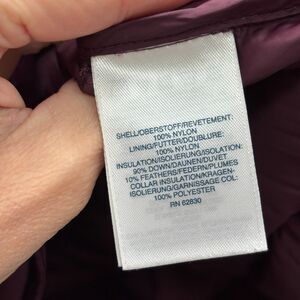 SHELL/OBERSTOFF/REVETEMENT:
100% NYLON
LINING/FUTTER/DOUBLURE:
100% NYLON
INSULATION/ISOLIERUNG/ISOLATION:
90% DOWN/DAUNEN/DUVET
10% FEATHERS/FEDERN/PLUMES
COLLAR INSULATION/KRAGEN-
ISOLIERUNG/GARNISSAGE COL:
100% POLYESTER
RN 62830